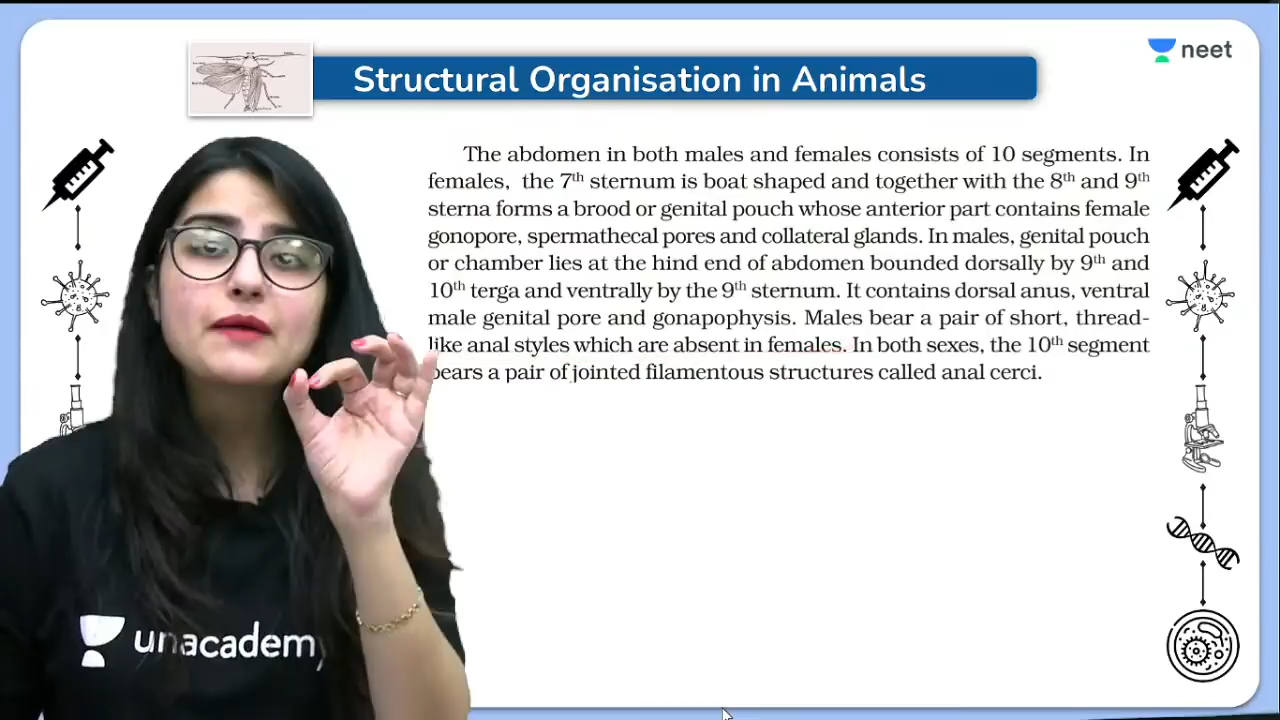 neet
Structural Organisation in Animals
The abdomen in both males and females consists of 10 segments. In
females, the 7th sternum is boat shaped and together with the 8th and 9th
sterna forms a brood or genital pouch whose anterior part contains female
gonopore, spermathecal pores and collateral glands. In males, genital pouch
or chamber lies at the hind end of abdomen bounded dorsally by 9th and
10th terga and ventrally by the 9th sternum. It contains dorsal anus, ventral
male genital pore and gonapophysis. Males bear a pair of short, thread-
like anal styles which are absent in females. In both sexes, the 10th segment
bears a pair of jointed filamentous structures called anal cerci.
unacademy